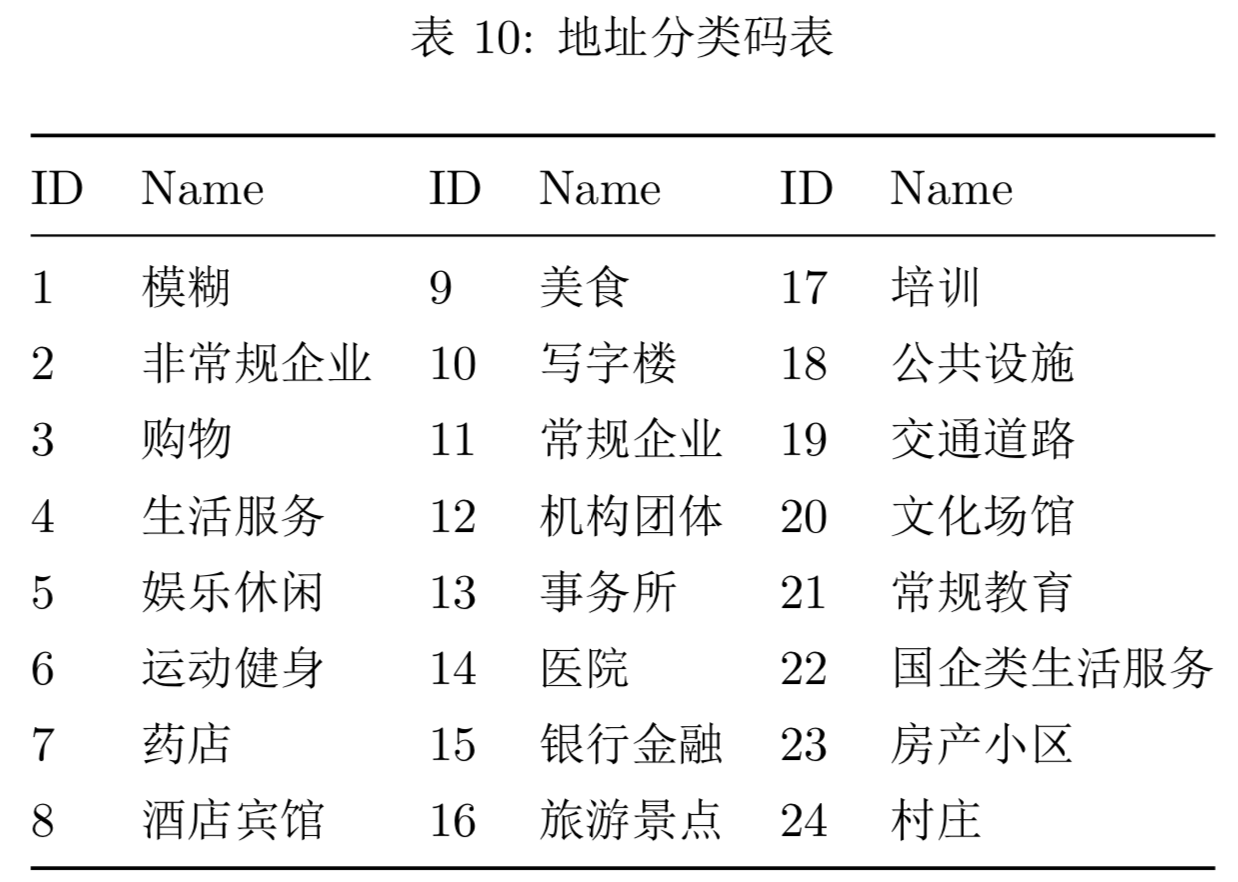 表 10: 地址分类码表
ID Name ID Name ID Name
1 模糊 9 美食 17 培训
2 非常规企业 10 写字楼 18 公共设施
3 购物 11 常规企业 19 交通道路
4 生活服务 12 机构团体 20 文化场馆
5 娱乐休闲 13 事务所 21 常规教育
6 运动健身 14 医院 22 国企类生活服务
7 药店 15 银行金融 23 房产小区
8 酒店宾馆 16 旅游景点 24 村庄